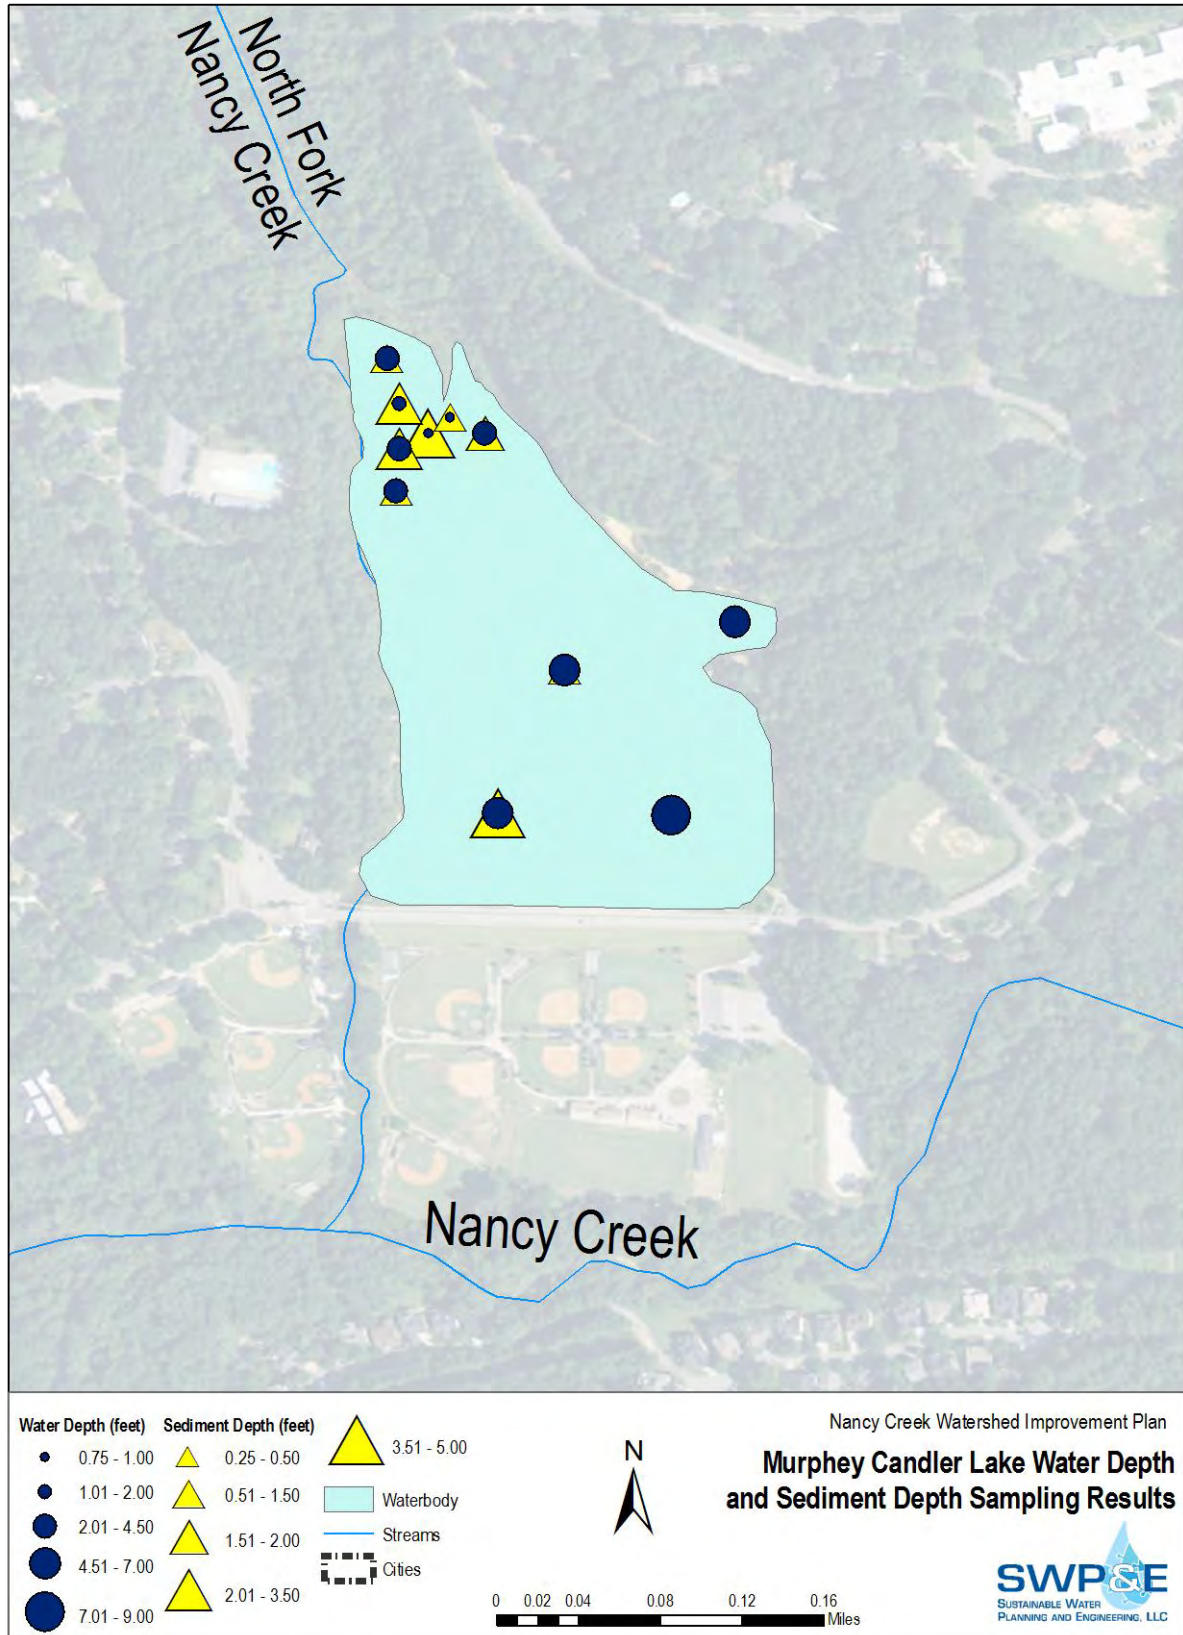 North Fork
Nancy Creek
Nancy Creek
Water Depth (feet)
0.75 - 1.00
1.01 - 2.00
2.01 - 4.50
4.51 - 7.00
7.01 - 9.00
Sediment Depth (feet)
0.25 - 0.50
0.51 - 1.50
1.51 - 2.00
2.01 - 3.50
3.51 - 5.00
Waterbody
Streams
Cities
N
0 0.02 0.04 0.08 0.12 0.16
Miles
Nancy Creek Watershed Improvement Plan
Murphey Candler Lake Water Depth
and Sediment Depth Sampling Results
SWP&E
SUSTAINABLE WATER
PLANNING AND ENGINEERING, LLC